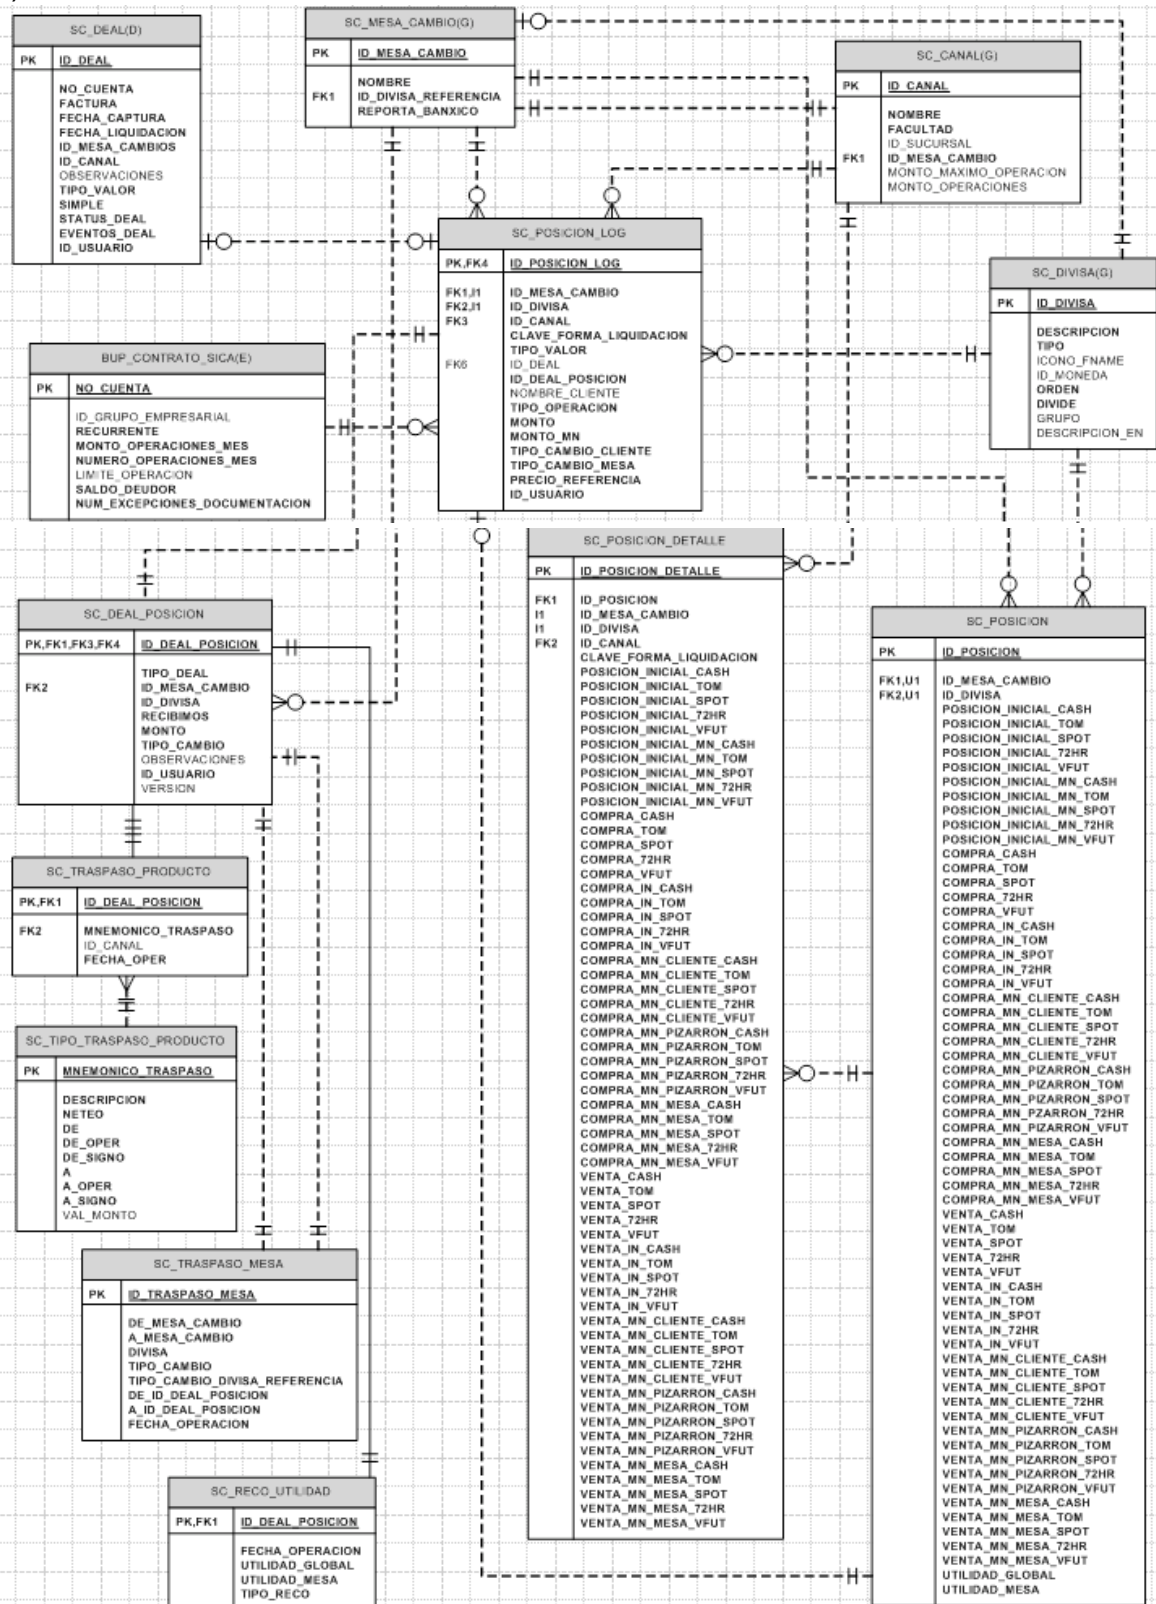 SC_DEAL(D)
PK ID_DEAL
NO_CUENTA
FACTURA
FECHA_CAPTURA
FECHA_LIQUIDACION
ID_MESA_CAMBIOS
ID_CANAL
OBSERVACIONES
TIPO_VALOR
SIMPLE
STATUS_DEAL
EVENTOS_DEAL
ID_USUARIO
SC_MESA_CAMBIO(G)
PK ID_MESA_CAMBIO
NOMBRE
FK1 ID_DIVISA_REFERENCIA
REPORTA_BANXICO
SC_CANAL(G)
PK ID_CANAL
NOMBRE
FACULTAD
ID_SUCURSAL
FK1 ID_MESA_CAMBIO
MONTO_MAXIMO_OPERACION
MONTO_OPERACIONES
SC_POSICION_LOG
PK,FK4 ID_POSICION_LOG
FK1,I1 ID_MESA_CAMBIO
FK2,I1 ID_DIVISA
FK3 ID_CANAL
CLAVE_FORMA_LIQUIDACION
TIPO_VALOR
FK6 ID_DEAL
ID_DEAL_POSICION
NOMBRE_CLIENTE
TIPO_OPERACION
MONTO
MONTO_MN
TIPO_CAMBIO_CLIENTE
TIPO_CAMBIO_MESA
PRECIO_REFERENCIA
ID_USUARIO
SC_DIVISA(G)
PK ID_DIVISA
DESCRIPCION
TIPO
ICONO_FNAME
ID_MONEDA
ORDEN
DIVIDE
GRUPO
DESCRIPCION_EN
BUP_CONTRATO_SICA(E)
PK NO_CUENTA
ID_GRUPO_EMPRESARIAL
RECURRENTE
MONTO_OPERACIONES_MES
NUMERO_OPERACIONES_MES
LIMITE_OPERACION
SALDO_DEUDOR
NUM_EXCEPCIONES_DOCUMENTACION
SC_DEAL_POSICION
PK,FK1,FK3,FK4 ID_DEAL_POSICION
TIPO_DEAL
FK2 ID_MESA_CAMBIO
ID_DIVISA
RECIBIMOS
MONTO
TIPO_CAMBIO
OBSERVACIONES
ID_USUARIO
VERSION
SC_TRASPASO_PRODUCTO
PK,FK1 ID_DEAL_POSICION
FK2 MNEMONICO_TRASPASO
ID_CANAL
FECHA_OPER
SC_TIPO_TRASPASO_PRODUCTO
PK MNEMONICO_TRASPASO
DESCRIPCION
NETEO
DE
DE_OPER
DE_SIGNO
A
A_OPER
A_SIGNO
VAL_MONTO
SC_TRASPASO_MESA
PK ID_TRASPASO_MESA
DE_MESA_CAMBIO
A_MESA_CAMBIO
DIVISA
TIPO_CAMBIO
TIPO_CAMBIO_DIVISA_REFERENCIA
DE_ID_DEAL_POSICION
A_ID_DEAL_POSICION
FECHA_OPERACION
SC_RECO_UTILIDAD
PK,FK1 ID_DEAL_POSICION
FECHA_OPERACION
UTILIDAD_GLOBAL
UTILIDAD_MESA
TIPO_RECO
SC_POSICION_DETALLE
PK ID_POSICION_DETALLE
FK1 ID_POSICION
I1 ID_MESA_CAMBIO
I1 ID_DIVISA
FK2 ID_CANAL
CLAVE_FORMA_LIQUIDACION
POSICION_INICIAL_CASH
POSICION_INICIAL_TOM
POSICION_INICIAL_SPOT
POSICION_INICIAL_72HR
POSICION_INICIAL_VFUT
POSICION_INICIAL_MN_CASH
POSICION_INICIAL_MN_TOM
POSICION_INICIAL_MN_SPOT
POSICION_INICIAL_MN_72HR
POSICION_INICIAL_MN_VFUT
COMPRA_CASH
COMPRA_TOM
COMPRA_SPOT
COMPRA_72HR
COMPRA_VFUT
COMPRA_IN_CASH
COMPRA_IN_TOM
COMPRA_IN_SPOT
COMPRA_IN_72HR
COMPRA_IN_VFUT
COMPRA_MN_CLIENTE_CASH
COMPRA_MN_CLIENTE_TOM
COMPRA_MN_CLIENTE_SPOT
COMPRA_MN_CLIENTE_72HR
COMPRA_MN_CLIENTE_VFUT
COMPRA_MN_PIZARRON_CASH
COMPRA_MN_PIZARRON_TOM
COMPRA_MN_PIZARRON_SPOT
COMPRA_MN_PIZARRON_72HR
COMPRA_MN_PIZARRON_VFUT
COMPRA_MN_MESA_CASH
COMPRA_MN_MESA_TOM
COMPRA_MN_MESA_SPOT
COMPRA_MN_MESA_72HR
COMPRA_MN_MESA_VFUT
VENTA_CASH
VENTA_TOM
VENTA_SPOT
VENTA_72HR
VENTA_VFUT
VENTA_IN_CASH
VENTA_IN_TOM
VENTA_IN_SPOT
VENTA_IN_72HR
VENTA_IN_VFUT
VENTA_MN_CLIENTE_CASH
VENTA_MN_CLIENTE_TOM
VENTA_MN_CLIENTE_SPOT
VENTA_MN_CLIENTE_72HR
VENTA_MN_CLIENTE_VFUT
VENTA_MN_PIZARRON_CASH
VENTA_MN_PIZARRON_TOM
VENTA_MN_PIZARRON_SPOT
VENTA_MN_PIZARRON_72HR
VENTA_MN_PIZARRON_VFUT
VENTA_MN_MESA_CASH
VENTA_MN_MESA_TOM
VENTA_MN_MESA_SPOT
VENTA_MN_MESA_72HR
VENTA_MN_MESA_VFUT
SC_POSICION
PK ID_POSICION
FK1,U1 ID_MESA_CAMBIO
FK2,U1 ID_DIVISA
POSICION_INICIAL_CASH
POSICION_INICIAL_TOM
POSICION_INICIAL_SPOT
POSICION_INICIAL_72HR
POSICION_INICIAL_VFUT
POSICION_INICIAL_MN_CASH
POSICION_INICIAL_MN_TOM
POSICION_INICIAL_MN_SPOT
POSICION_INICIAL_MN_72HR
POSICION_INICIAL_MN_VFUT
COMPRA_CASH
COMPRA_TOM
COMPRA_SPOT
COMPRA_72HR
COMPRA_VFUT
COMPRA_IN_CASH
COMPRA_IN_TOM
COMPRA_IN_SPOT
COMPRA_IN_72HR
COMPRA_IN_VFUT
COMPRA_MN_CLIENTE_CASH
COMPRA_MN_CLIENTE_TOM
COMPRA_MN_CLIENTE_SPOT
COMPRA_MN_CLIENTE_72HR
COMPRA_MN_CLIENTE_VFUT
COMPRA_MN_PIZARRON_CASH
COMPRA_MN_PIZARRON_TOM
COMPRA_MN_PIZARRON_SPOT
COMPRA_MN_PZARRON_72HR
COMPRA_MN_PIZARRON_VFUT
COMPRA_MN_MESA_CASH
COMPRA_MN_MESA_TOM
COMPRA_MN_MESA_SPOT
COMPRA_MN_MESA_72HR
COMPRA_MN_MESA_VFUT
VENTA_CASH
VENTA_TOM
VENTA_SPOT
VENTA_72HR
VENTA_VFUT
VENTA_IN_CASH
VENTA_IN_TOM
VENTA_IN_SPOT
VENTA_IN_72HR
VENTA_IN_VFUT
VENTA_MN_CLIENTE_CASH
VENTA_MN_CLIENTE_TOM
VENTA_MN_CLIENTE_SPOT
VENTA_MN_CLIENTE_72HR
VENTA_MN_CLIENTE_VFUT
VENTA_MN_PIZARRON_CASH
VENTA_MN_PIZARRON_TOM
VENTA_MN_PIZARRON_SPOT
VENTA_MN_PIZARRON_72HR
VENTA_MN_PIZARRON_VFUT
VENTA_MN_MESA_CASH
VENTA_MN_MESA_TOM
VENTA_MN_MESA_SPOT
VENTA_MN_MESA_72HR
VENTA_MN_MESA_VFUT
UTILIDAD_GLOBAL
UTILIDAD_MESA